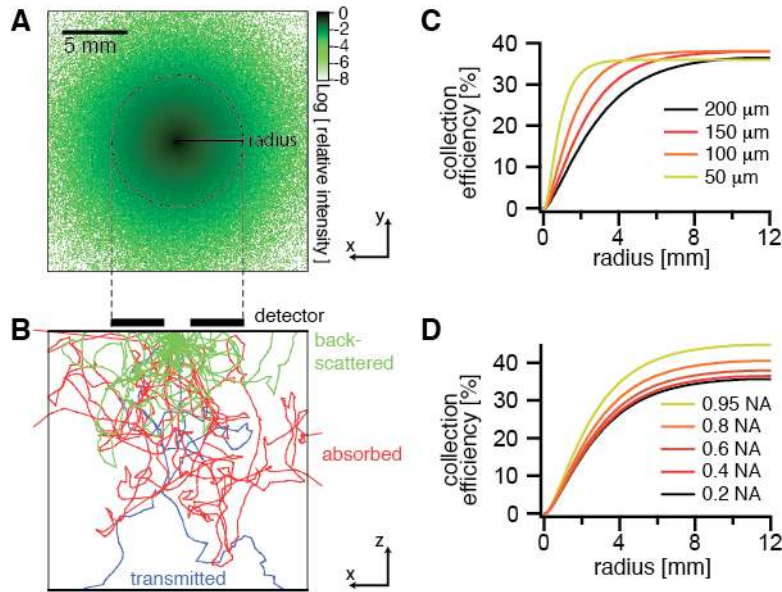 A
5 mm
0
-2
-4
-6
-8
Log [ relative intensity ]
radius
y
x
detector
B
back-
scattered
absorbed
transmitted
z
x
C
collection
efficiency [%]
40
30
20
10
0
200 µm
150 µm
100 µm
50 µm
0 4 8 12
radius [mm]
D
collection
efficiency [%]
40
30
20
10
0
0.95 NA
0.8 NA
0.6 NA
0.4 NA
0.2 NA
0 4 8 12
radius [mm]